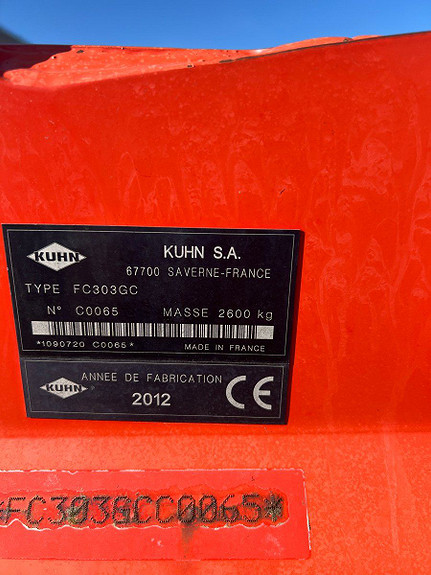 KUHN
KUHN S.A.
67700 SAVERNE-FRANCE
TYPE FC303GC
N° C0065 MASSE 2600 kg
*1090720 C0065*
MADE IN FRANCE
KUHN
ANNÉE DE FABRICATION
2012
CE
*FC303GCC0065*